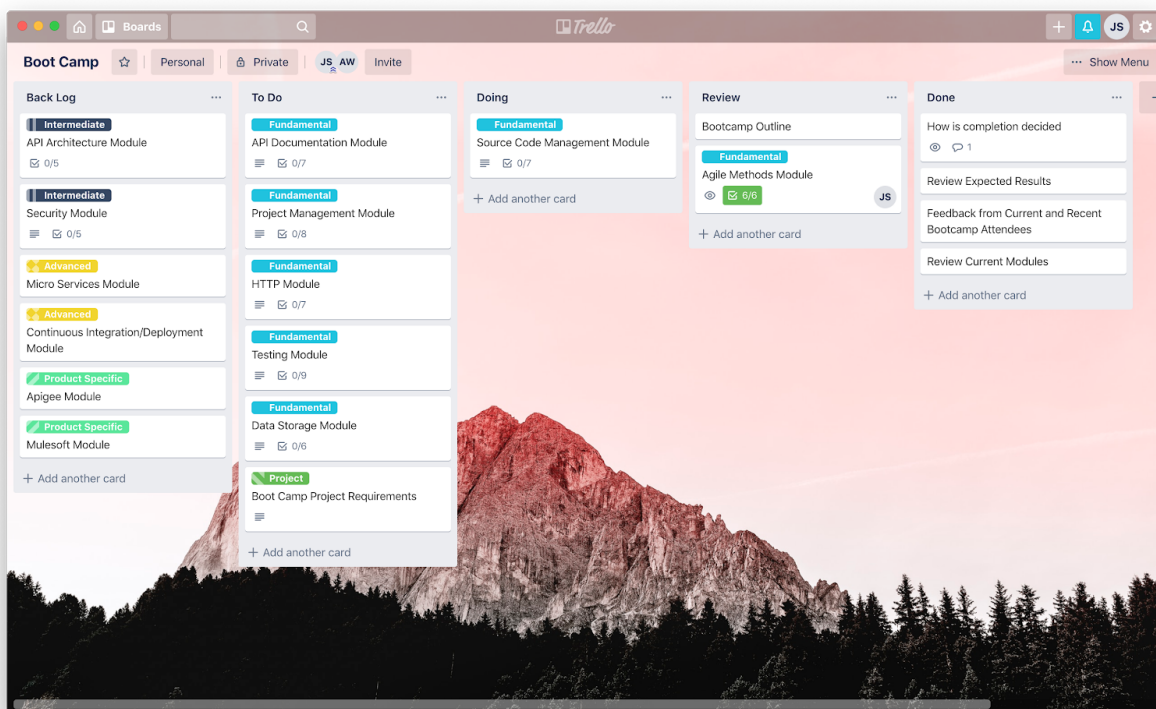 Boards
Trello
JS
Boot Camp
Personal
Private
JS AW
Invite
Show Menu
Back Log
Intermediate
API Architecture Module
0/5
Intermediate
Security Module
0/5
Advanced
Micro Services Module
Advanced
Continuous Integration/Deployment
Module
Product Specific
Apigee Module
Product Specific
Mulesoft Module
+ Add another card
To Do
Fundamental
API Documentation Module
0/7
Fundamental
Project Management Module
0/8
Fundamental
HTTP Module
0/7
Fundamental
Testing Module
0/9
Fundamental
Data Storage Module
0/6
Project
Boot Camp Project Requirements
+ Add another card
Doing
Fundamental
Source Code Management Module
0/7
+ Add another card
Review
Bootcamp Outline
Fundamental
Agile Methods Module
6/6
JS
+ Add another card
Done
How is completion decided
1
Review Expected Results
Feedback from Current and Recent
Bootcamp Attendees
Review Current Modules
+ Add another card